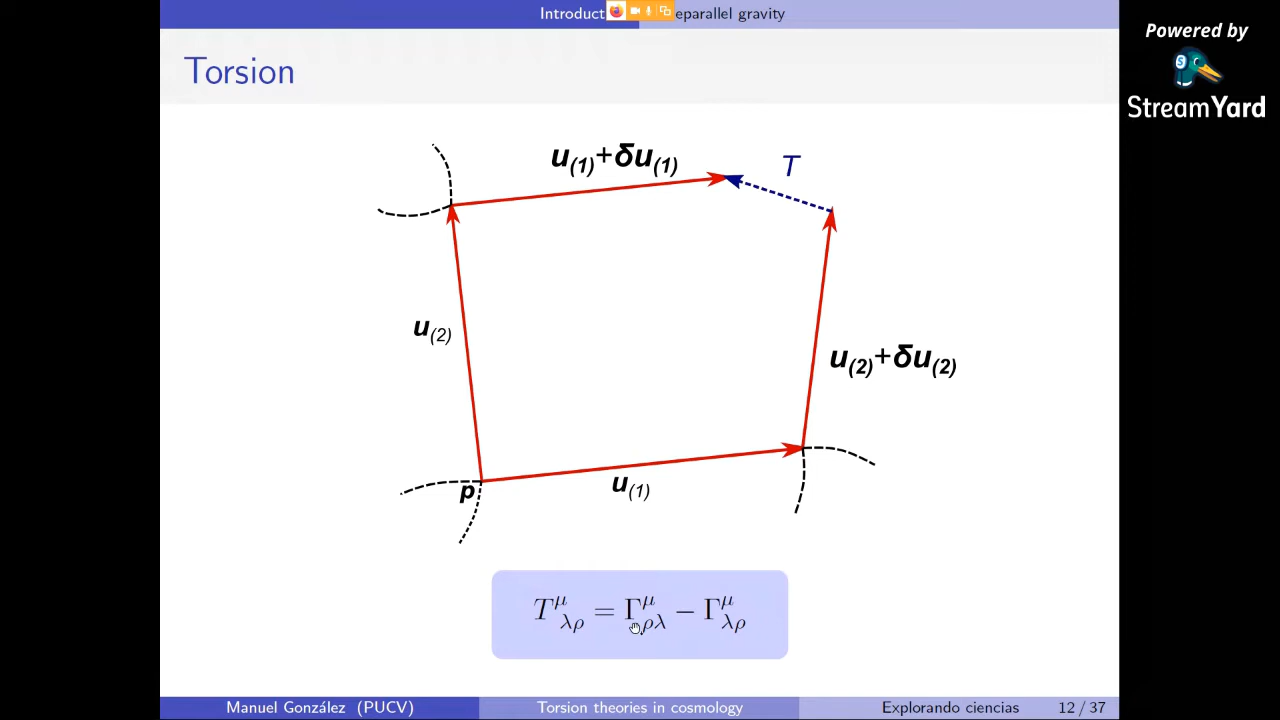 Introduct eparallel gravity
Powered by
StreamYard
Torsion
u(1)+δu(1)
T
u(2)
u(2)+δu(2)
p
u(1)
T^μ_λρ = Γ^μ_ρλ − Γ^μ_λρ
Manuel González (PUCV) Torsion theories in cosmology Explorando ciencias 12 / 37